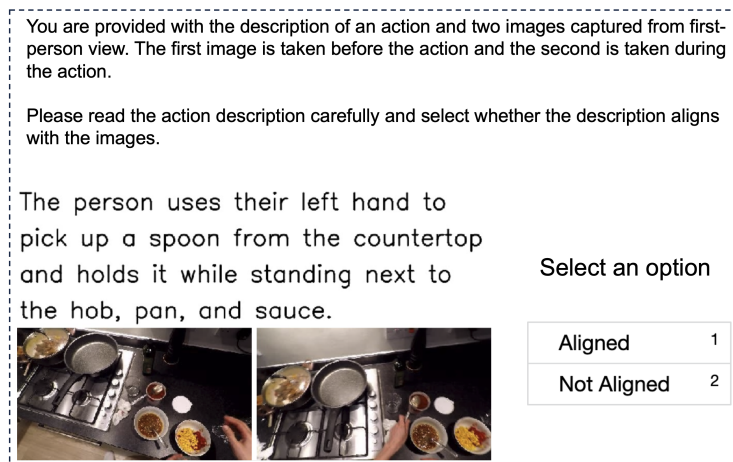 You are provided with the description of an action and two images captured from first-
person view. The first image is taken before the action and the second is taken during
the action.
Please read the action description carefully and select whether the description aligns
with the images.
The person uses their left hand to
pick up a spoon from the countertop
and holds it while standing next to
the hob, pan, and sauce.
Select an option
Aligned 1
Not Aligned 2